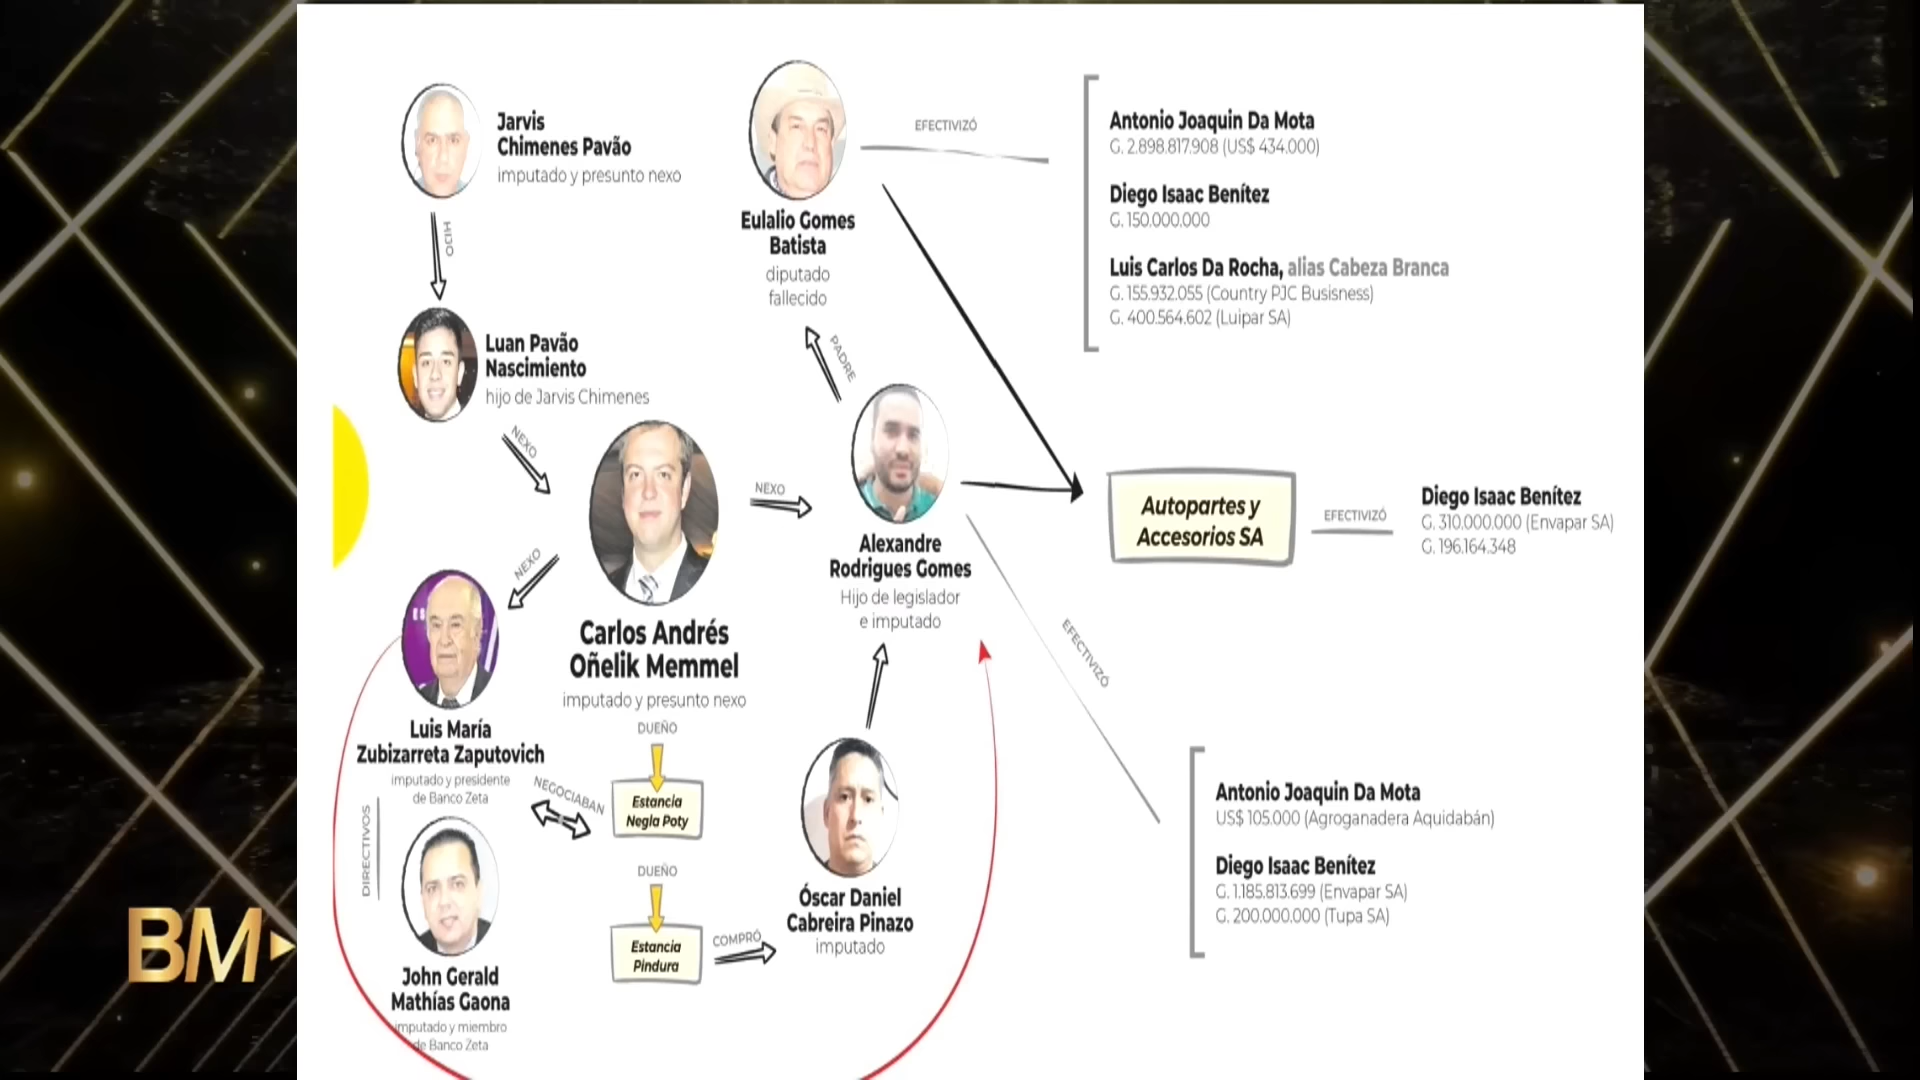 Jarvis
Chimenes Pavão
imputado y presunto nexo
HIJO
Luan Pavão
Nascimiento
hijo de Jarvis Chimenes
NEXO
Carlos Andrés
Oñelik Memmel
imputado y presunto nexo
NEXO
Luis María
Zubizarreta Zaputovich
imputado y presidente
de Banco Zeta
DIRECTIVOS
John Gerald
Mathías Gaona
imputado y miembro
de Banco Zeta
NEGOCIABAN
DUEÑO
Estancia
Negla Poty
DUEÑO
Estancia
Pindura
COMPRÓ
Óscar Daniel
Cabreira Pinazo
imputado
NEXO
Alexandre
Rodrigues Gomes
Hijo de legislador
e imputado
PADRE
Eulalio Gomes
Batista
diputado
fallecido
EFECTIVIZÓ
Antonio Joaquin Da Mota
G. 2.898.817.908 (US$ 434.000)
Diego Isaac Benítez
G. 150.000.000
Luis Carlos Da Rocha, alias Cabeza Branca
G. 155.932.055 (Country PJC Busisness)
G. 400.564.602 (Luipar SA)
Autopartes y
Accesorios SA
EFECTIVIZÓ
Diego Isaac Benítez
G. 310.000.000 (Envapar SA)
G. 196.164.348
EFECTIVIZÓ
Antonio Joaquin Da Mota
US$ 105.000 (Agroganadera Aquidabán)
Diego Isaac Benítez
G. 1.185.813.699 (Envapar SA)
G. 200.000.000 (Tupa SA)
BM